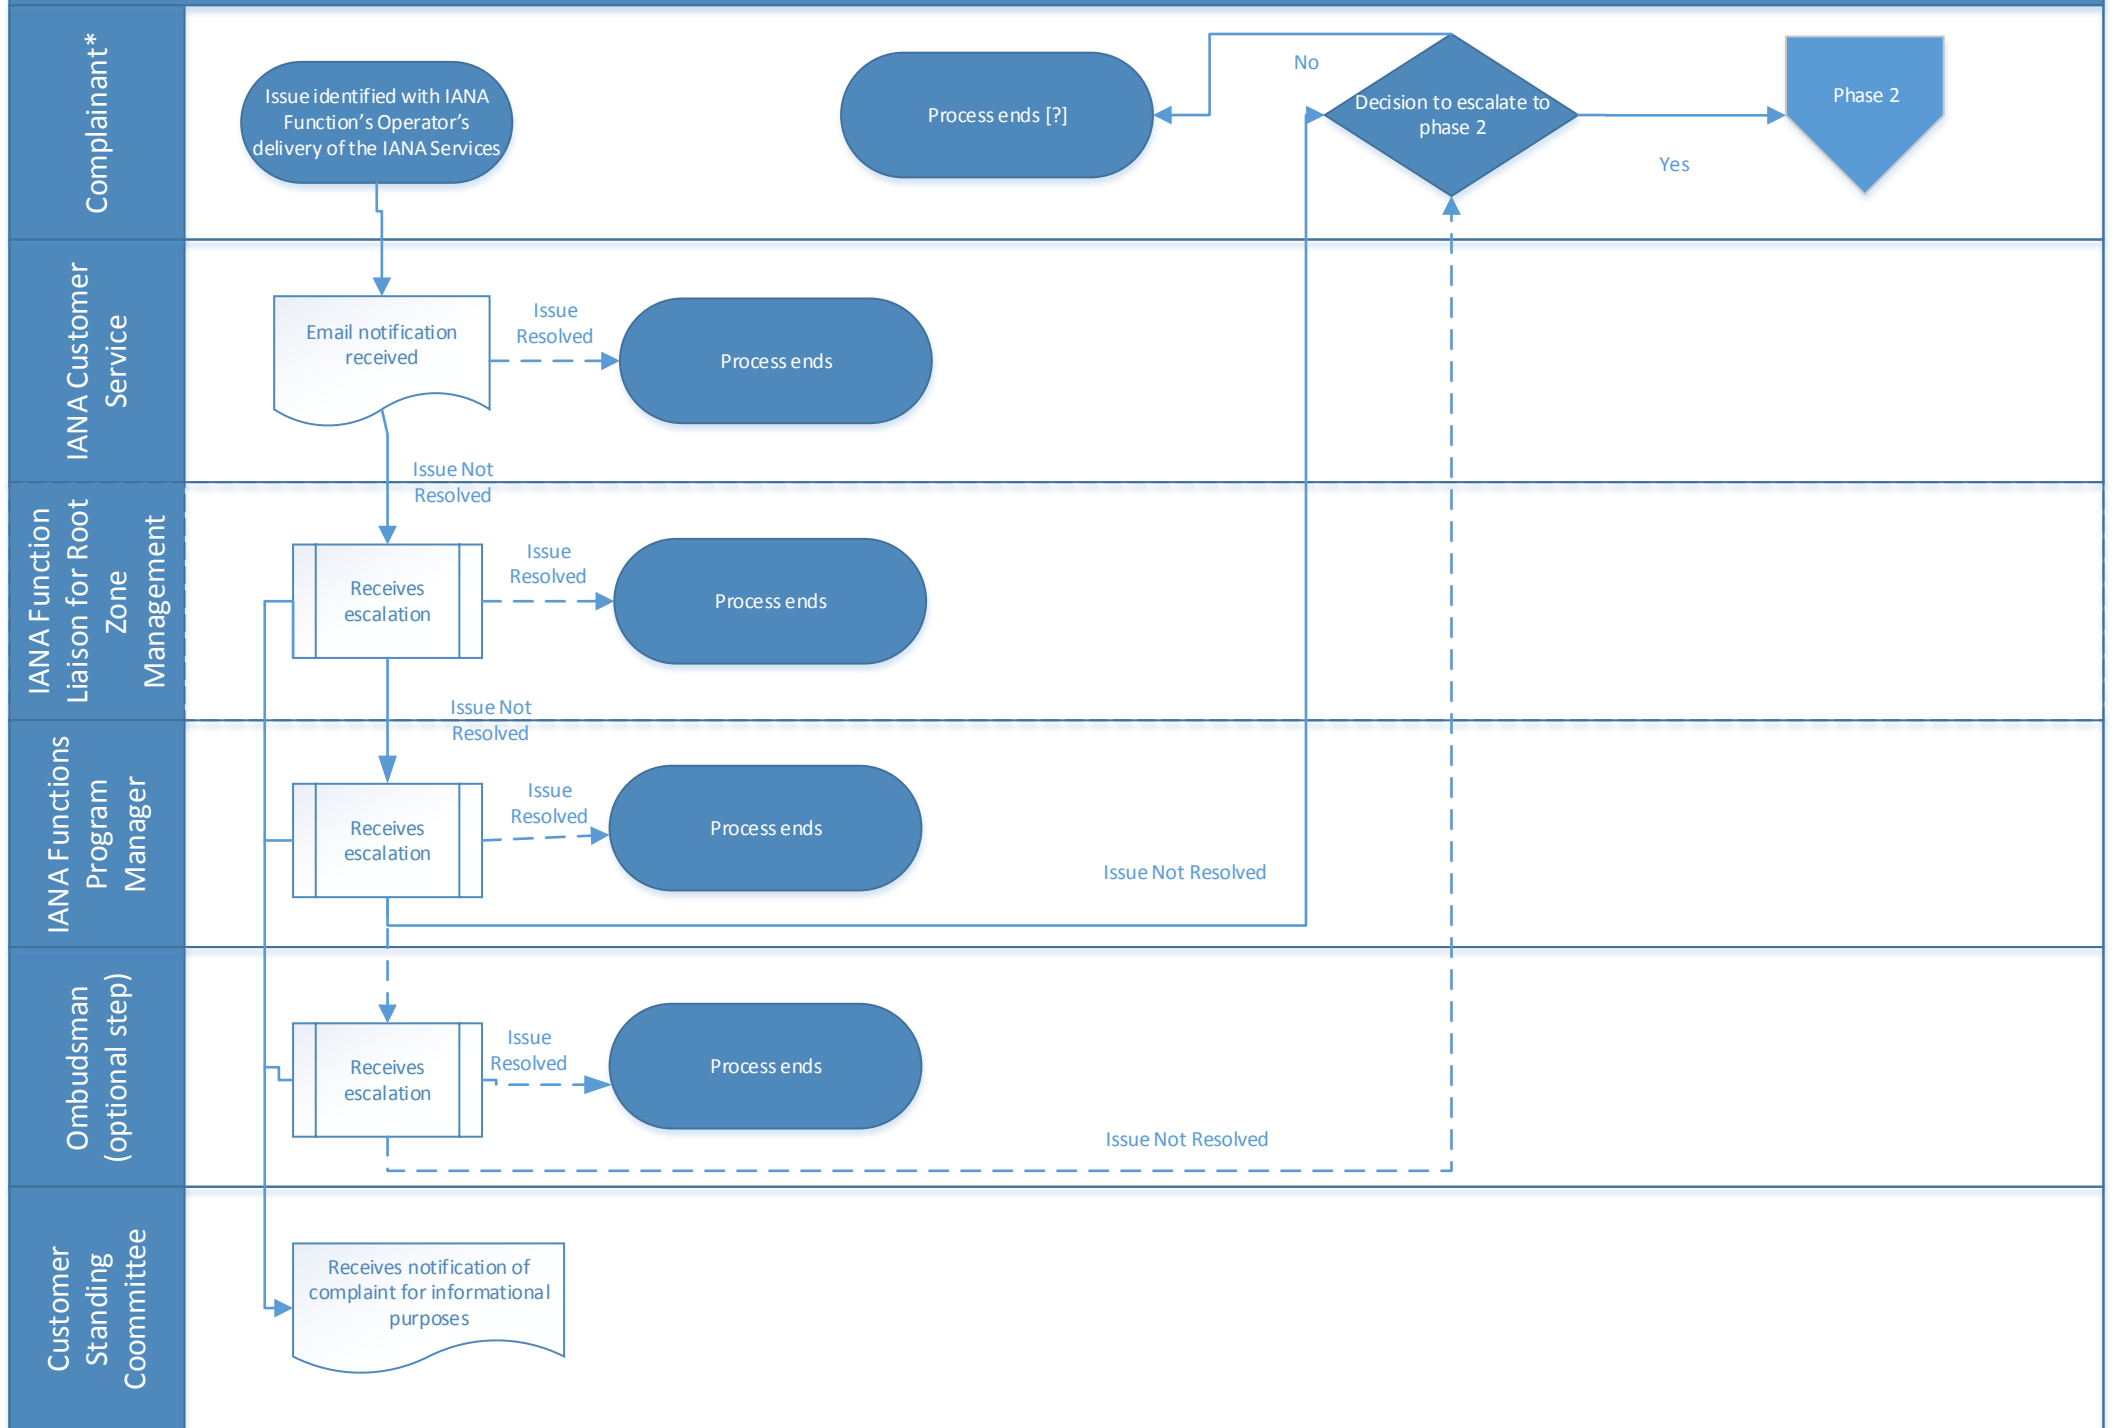 Complainant*
Issue identified with IANA
Function's Operator's
delivery of the IANA Services
Process ends [?]
No
Decision to escalate to
phase 2
Yes
Phase 2
IANA Customer
Service
Email notification
received
Issue
Resolved
Process ends
Issue Not
Resolved
IANA Function
Liaison for Root
Zone
Management
Receives
escalation
Issue
Resolved
Process ends
Issue Not
Resolved
IANA Functions
Program
Manager
Receives
escalation
Issue
Resolved
Process ends
Issue Not Resolved
Ombudsman
(optional step)
Receives
escalation
Issue
Resolved
Process ends
Issue Not Resolved
Customer
Standing
Coommittee
Receives notification of
complaint for informational
purposes